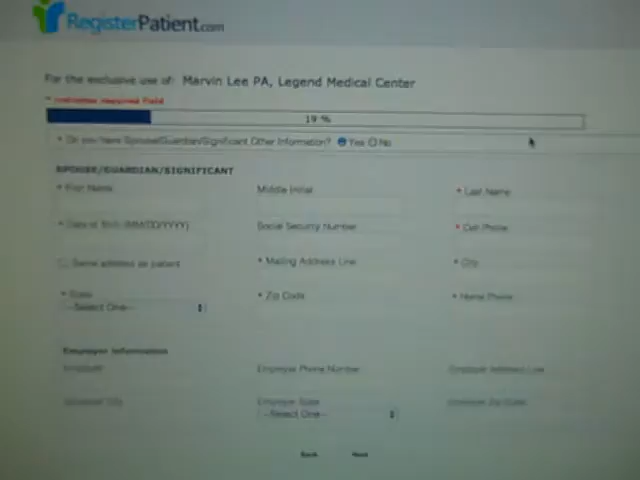 RegisterPatient.com
For the exclusive use of: Marvin Lee PA, Legend Medical Center
* Indicates required field
19 %
* Do you have Spouse/Guardian/Significant Other Information? Yes No
SPOUSE/GUARDIAN/SIGNIFICANT
* First Name Middle Initial * Last Name
* Date of Birth (MM/DD/YYYY) Social Security Number * Cell Phone
Same address as patient * Mailing Address Line * City
* State * Zip Code * Home Phone
--Select One--
Employer Information
Employer Employer Phone Number Employer Address Line
Employer City Employer State Employer Zip Code
--Select One--
Back Next